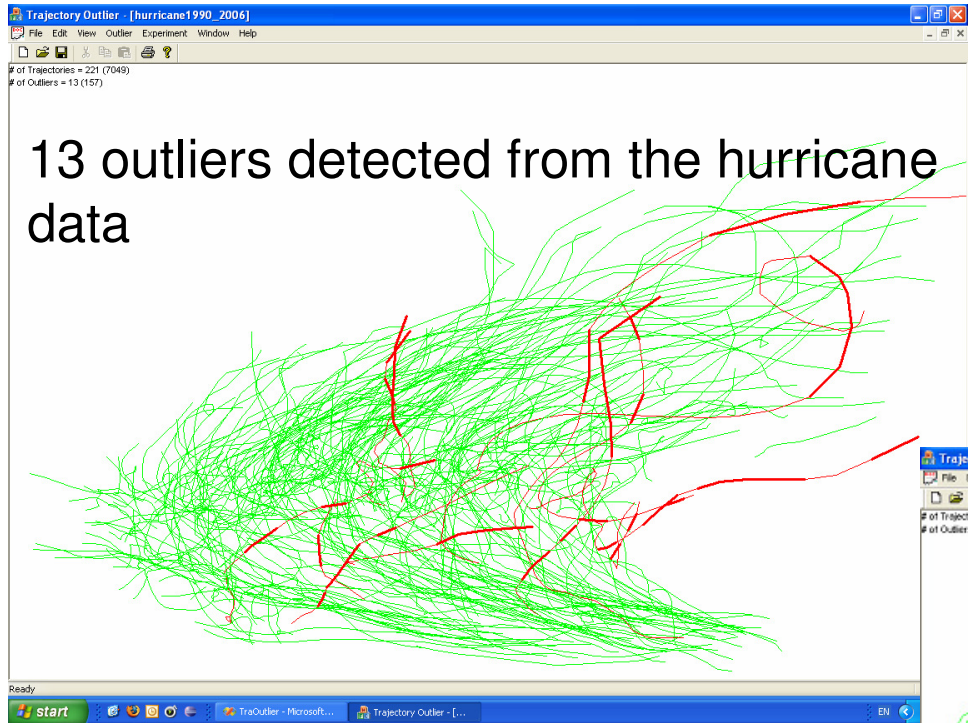 Trajectory Outlier - [hurricane1990_2006]
File Edit View Outlier Experiment Window Help
# of Trajectories = 221 (7049)
# of Outliers = 13 (157)
13 outliers detected from the hurricane
data
Traje
File
# of Traject
# of Outlier
Ready
start TraOutlier - Microsoft... Trajectory Outlier - [... EN